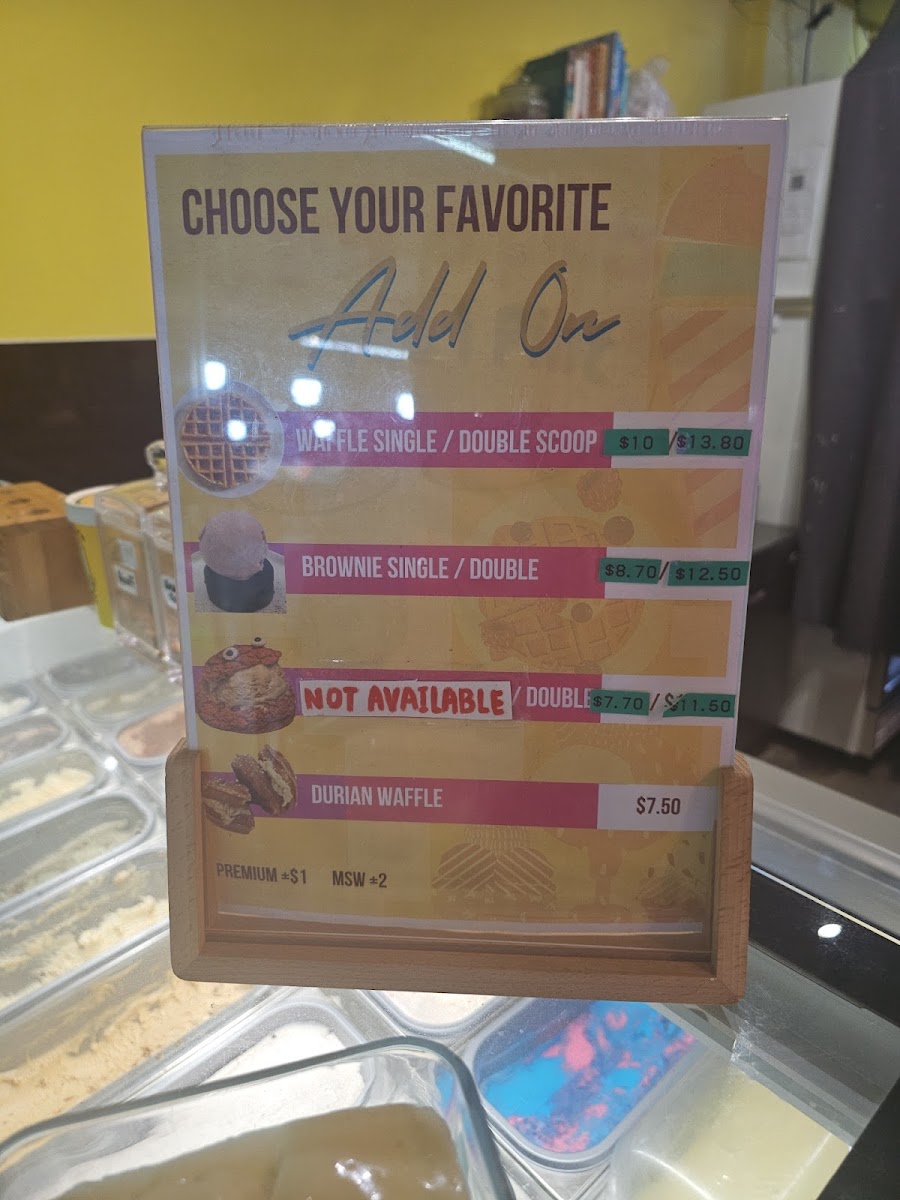 CHOOSE YOUR FAVORITE
Add On
WAFFLE SINGLE / DOUBLE SCOOP $10 / $13.80
BROWNIE SINGLE / DOUBLE $8.70 / $12.50
NOT AVAILABLE / DOUBLE $7.70 / $11.50
DURIAN WAFFLE $7.50
PREMIUM +$1 MSW +2